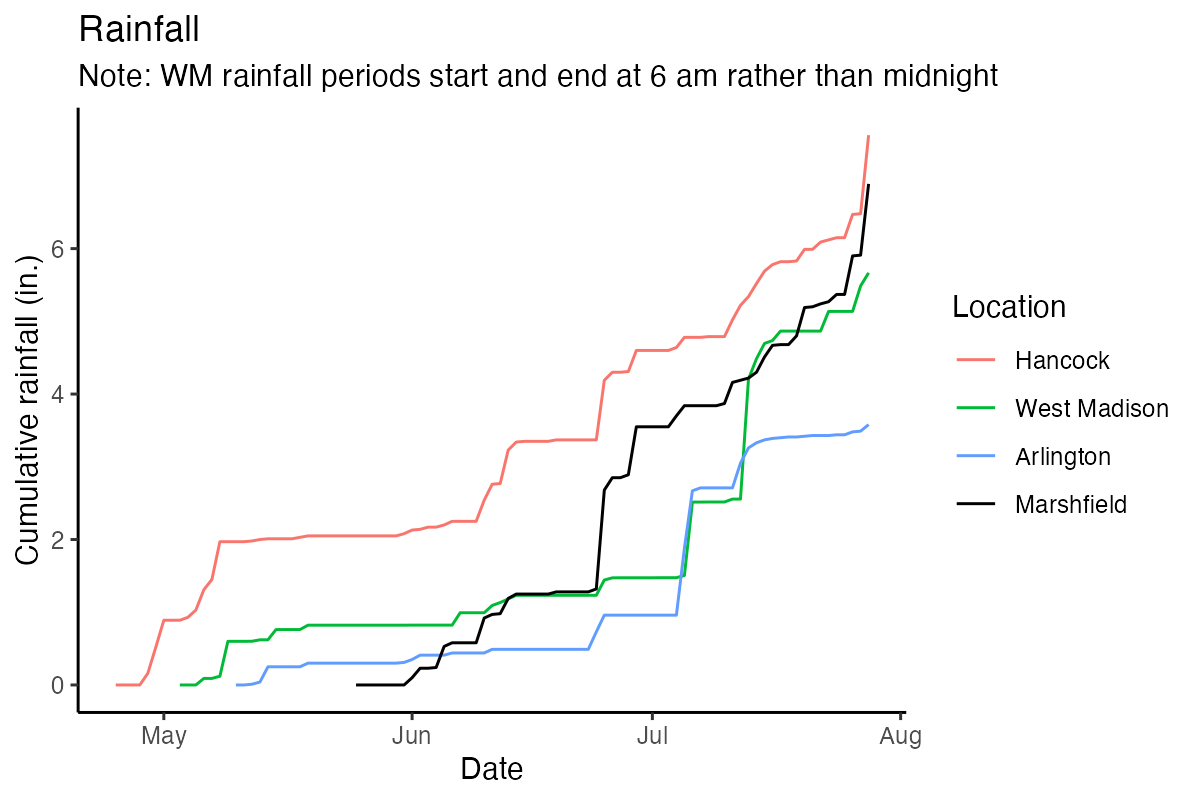 Rainfall
Note: WM rainfall periods start and end at 6 am rather than midnight
Cumulative rainfall (in.)
6
4
2
0
May Jun Jul Aug
Date
Location
Hancock
West Madison
Arlington
Marshfield